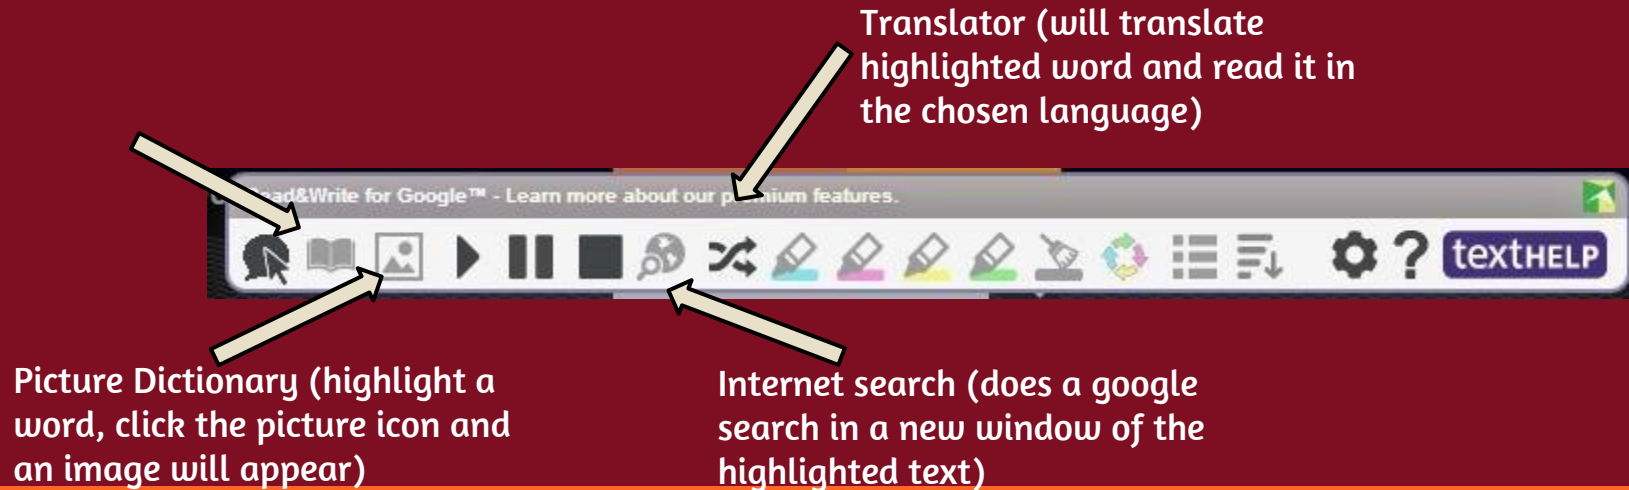 Translator (will translate
highlighted word and read it in
the chosen language)
Read&Write for Google™ - Learn more about our premium features.
? textHELP
Picture Dictionary (highlight a
word, click the picture icon and
an image will appear)
Internet search (does a google
search in a new window of the
highlighted text)